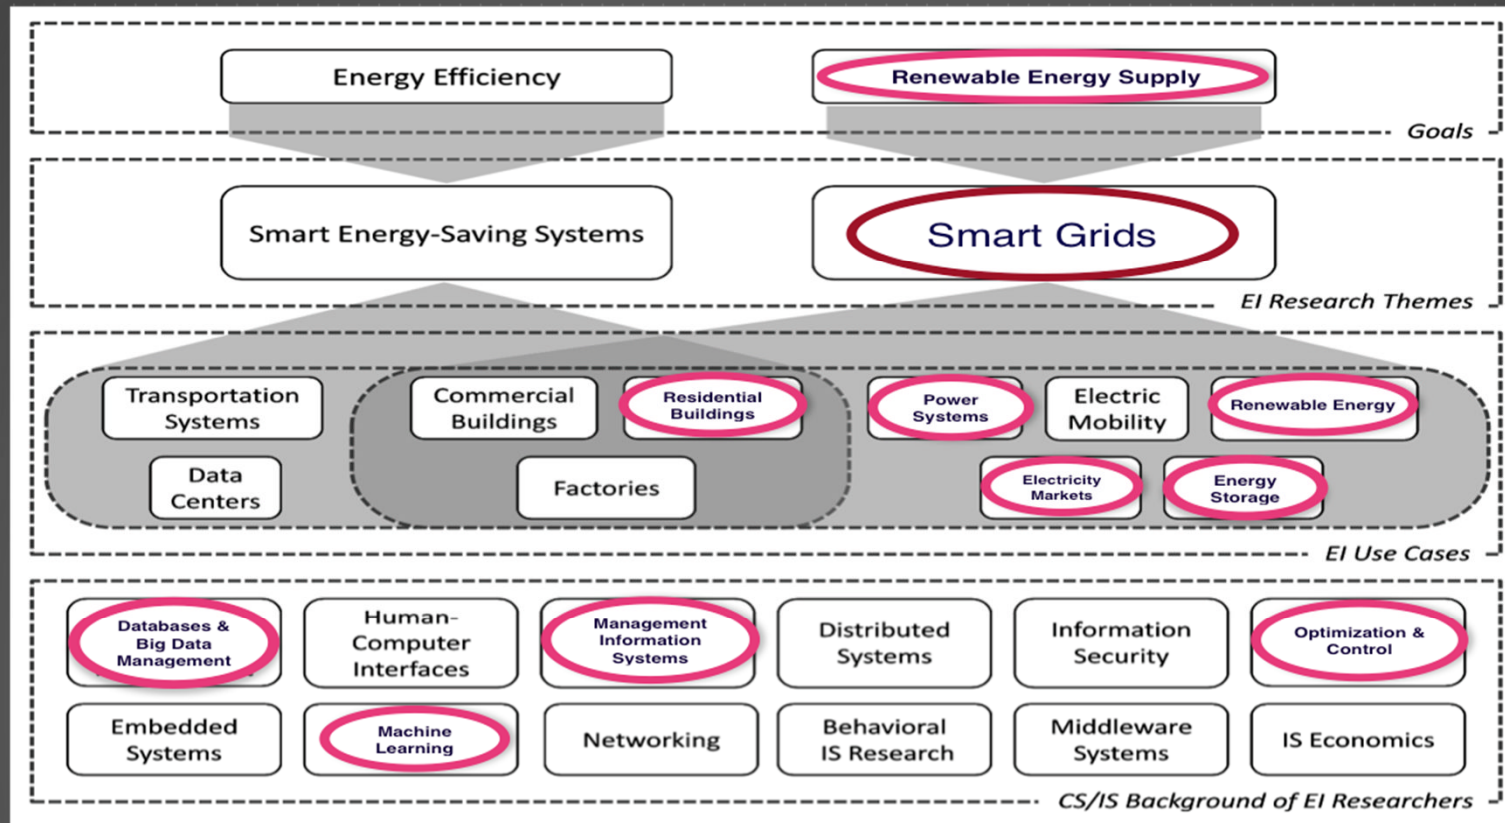 Energy Efficiency
Renewable Energy Supply
Goals
Smart Energy-Saving Systems
Smart Grids
EI Research Themes
Transportation
Systems
Commercial
Buildings
Residential
Buildings
Power
Systems
Electric
Mobility
Renewable Energy
Data
Centers
Factories
Electricity
Markets
Energy
Storage
EI Use Cases
Databases &
Big Data
Management
Human-
Computer
Interfaces
Management
Information
Systems
Distributed
Systems
Information
Security
Optimization &
Control
Embedded
Systems
Machine
Learning
Networking
Behavioral
IS Research
Middleware
Systems
IS Economics
CS/IS Background of EI Researchers